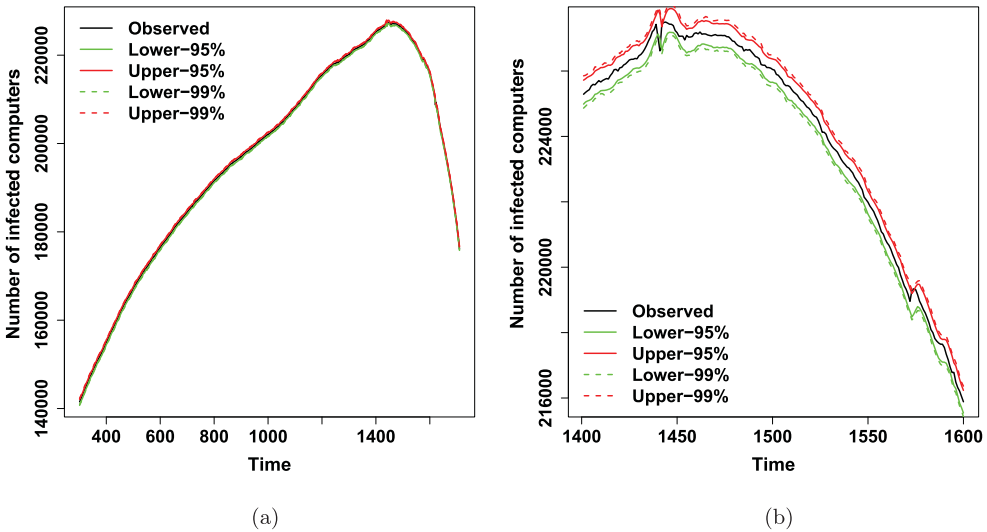 Number of infected computers
220000
200000
180000
160000
140000
Observed
Lower−95%
Upper−95%
Lower−99%
Upper−99%
400
600
800
1000
1400
Time
(a)
Number of infected computers
224000
220000
216000
Observed
Lower−95%
Upper−95%
Lower−99%
Upper−99%
1400
1450
1500
1550
1600
Time
(b)